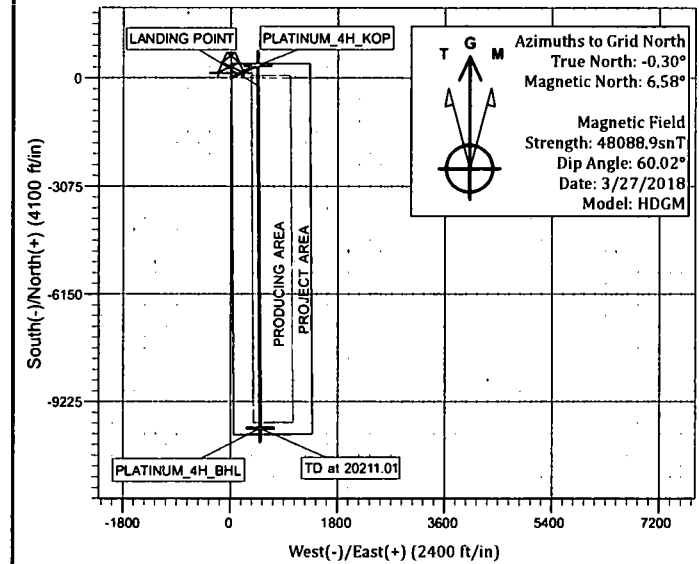 LANDING POINT
PLATINUM_4H_KOP
T G M
Azimuths to Grid North
True North: -0.30°
Magnetic North: 6.58°
Magnetic Field
Strength: 48088.9snT
Dip Angle: 60.02°
Date: 3/27/2018
Model: HDGM
South(-)/North(+) (4100 ft/in)
0
-3075
-6150
-9225
PRODUCING AREA
PROJECT AREA
PLATINUM_4H_BHL
TD at 20211.01
-1800
0
1800
3600
5400
7200
West(-)/East(+) (2400 ft/in)